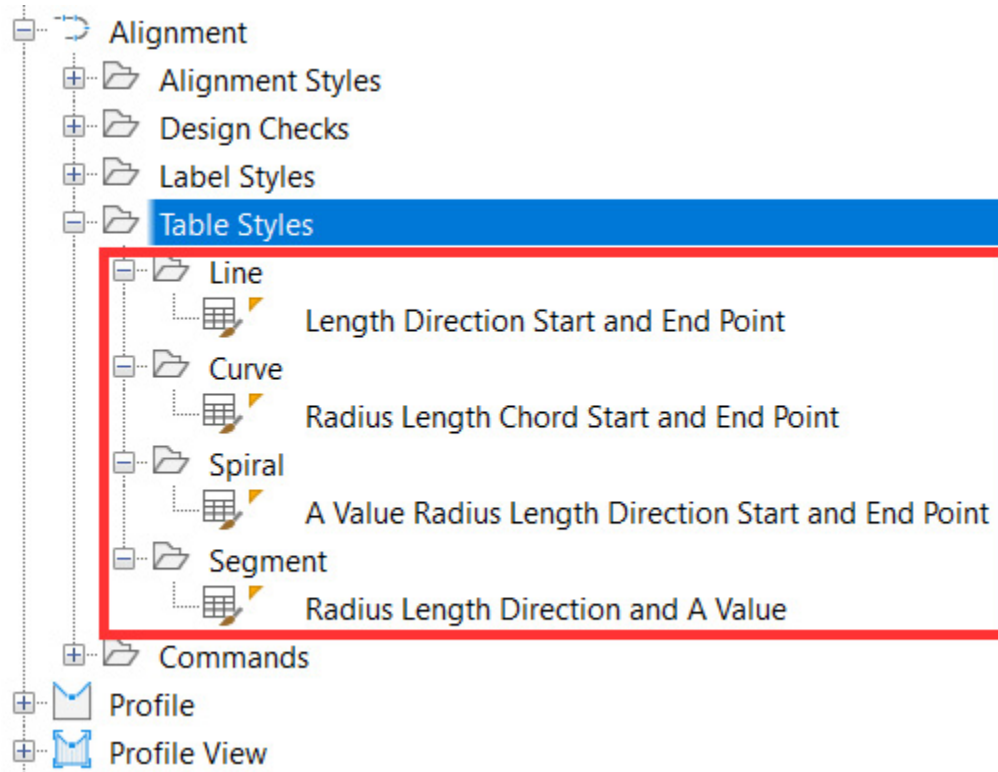 Alignment
Alignment Styles
Design Checks
Label Styles
Table Styles
Line
Length Direction Start and End Point
Curve
Radius Length Chord Start and End Point
Spiral
A Value Radius Length Direction Start and End Point
Segment
Radius Length Direction and A Value
Commands
Profile
Profile View